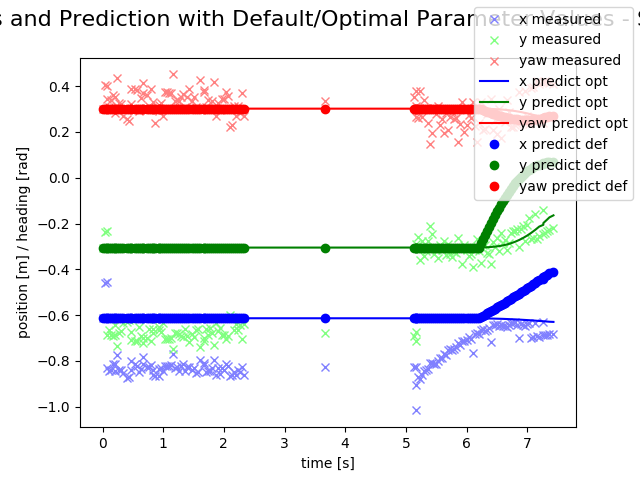 s and Prediction with Default/Optimal Parameter Values -
x measured
y measured
yaw measured
x predict opt
y predict opt
yaw predict opt
x predict def
y predict def
yaw predict def
position [m] / heading [rad]
0.4
0.2
0.0
−0.2
−0.4
−0.6
−0.8
−1.0
0 1 2 3 4 5 6 7
time [s]